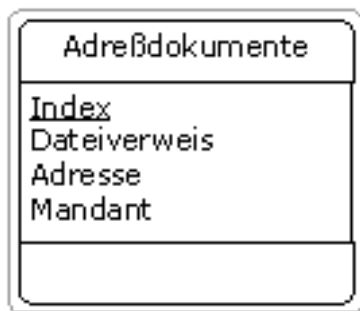 Adreßdokumente
Index
Dateiverweis
Adresse
Mandant